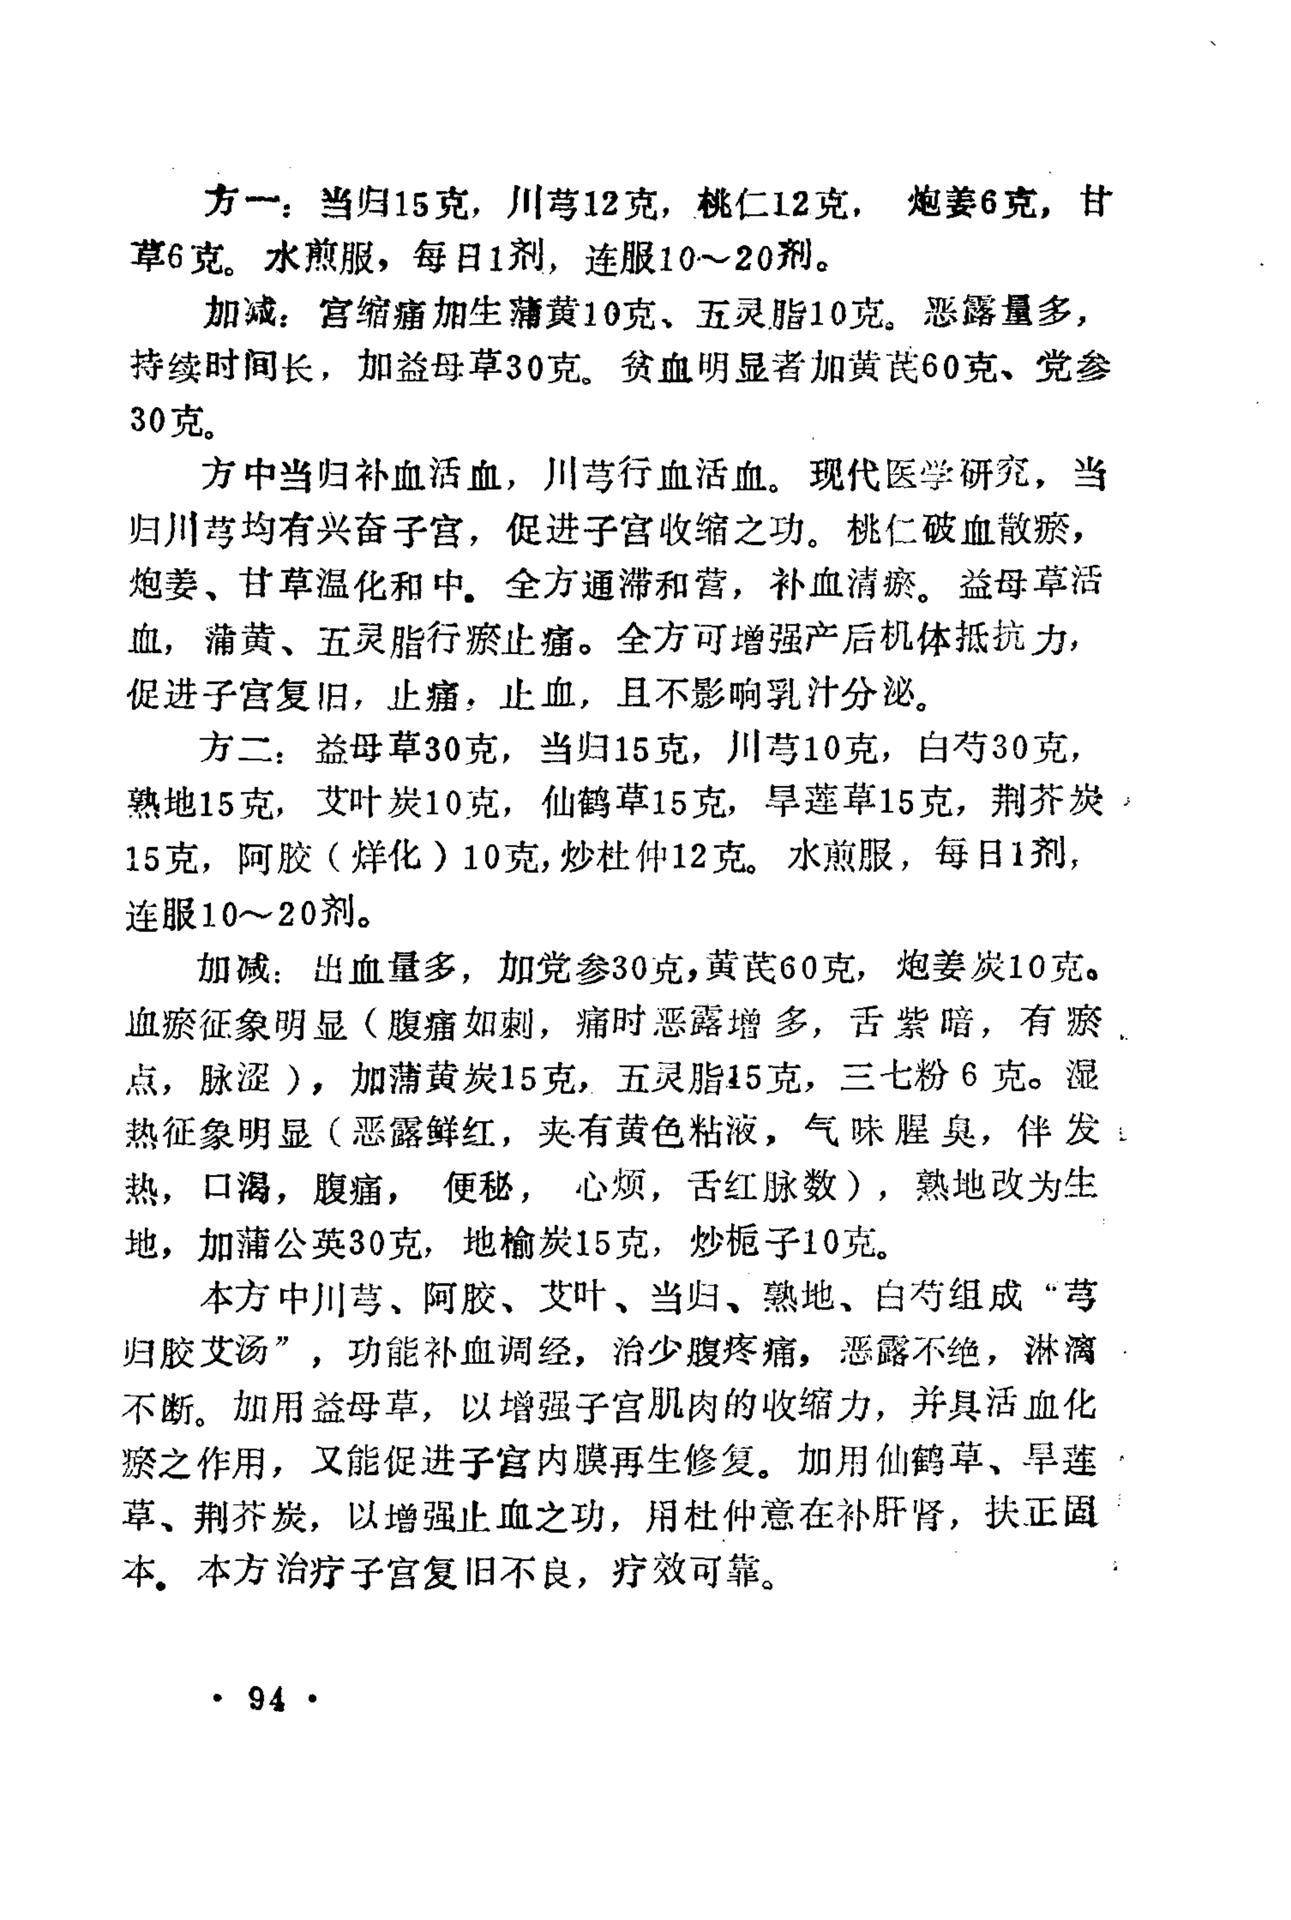 方一：当归15克，川芎12克，桃仁12克，炮姜6克，甘
草6克。水煎服，每日1剂，连服10～20剂。
加减：宫缩痛加生蒲黄10克、五灵脂10克。恶露量多，
持续时间长，加益母草30克。贫血明显者加黄芪60克、党参
30克。
方中当归补血活血，川芎行血活血。现代医学研究，当
归川芎均有兴奋子宫，促进子宫收缩之功。桃仁破血散瘀，
炮姜、甘草温化和中．全方通滞和营，补血清瘀。益母草活
血，蒲黄、五灵脂行瘀止痛。全方可增强产后机体抵抗力，
促进子宫复旧，止痛，止血，且不影响乳汁分泌。
方二：益母草30克，当归15克，川芎10克，白芍30克，
熟地15克，艾叶炭10克，仙鹤草15克，旱莲草15克，荆芥炭
15克，阿胶（烊化）10克，炒杜仲12克。水煎服，每日1剂，
连服10～20剂。
加减：出血量多，加党参30克，黄芪60克，炮姜炭10克。
血瘀征象明显（腹痛如刺，痛时恶露增多，舌紫暗，有瘀
点，脉涩），加蒲黄炭15克，五灵脂15克，三七粉6克。湿
热征象明显（恶露鲜红，夹有黄色粘液，气味腥臭，伴发
热，口渴，腹痛，便秘，心烦，舌红脉数），熟地改为生
地，加蒲公英30克，地榆炭15克，炒栀子10克。
本方中川芎、阿胶、艾叶、当归、熟地、白芍组成“芎
归胶艾汤”，功能补血调经，治少腹疼痛，恶露不绝，淋漓
不断。加用益母草，以增强子宫肌肉的收缩力，并具活血化
瘀之作用，又能促进子宫内膜再生修复。加用仙鹤草、旱莲
草、荆芥炭，以增强止血之功，用杜仲意在补肝肾，扶正固
本．本方治疗子宫复旧不良，疗效可靠。
· 94 ·